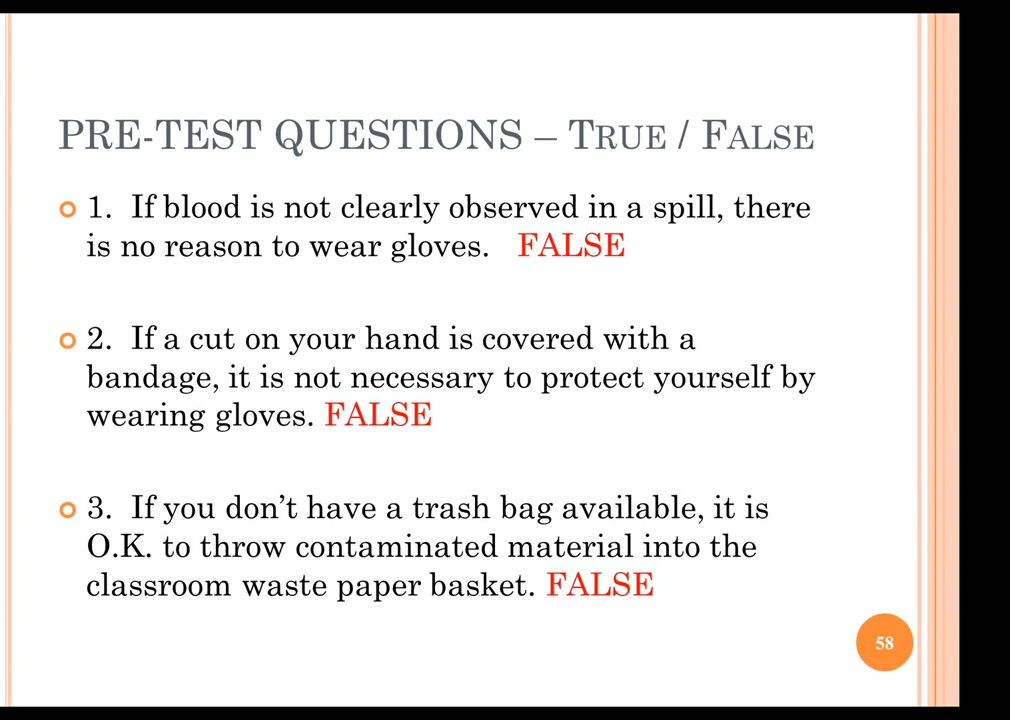 PRE-TEST QUESTIONS – TRUE / FALSE
1. If blood is not clearly observed in a spill, there
is no reason to wear gloves. FALSE
2. If a cut on your hand is covered with a
bandage, it is not necessary to protect yourself by
wearing gloves. FALSE
3. If you don’t have a trash bag available, it is
O.K. to throw contaminated material into the
classroom waste paper basket. FALSE
58